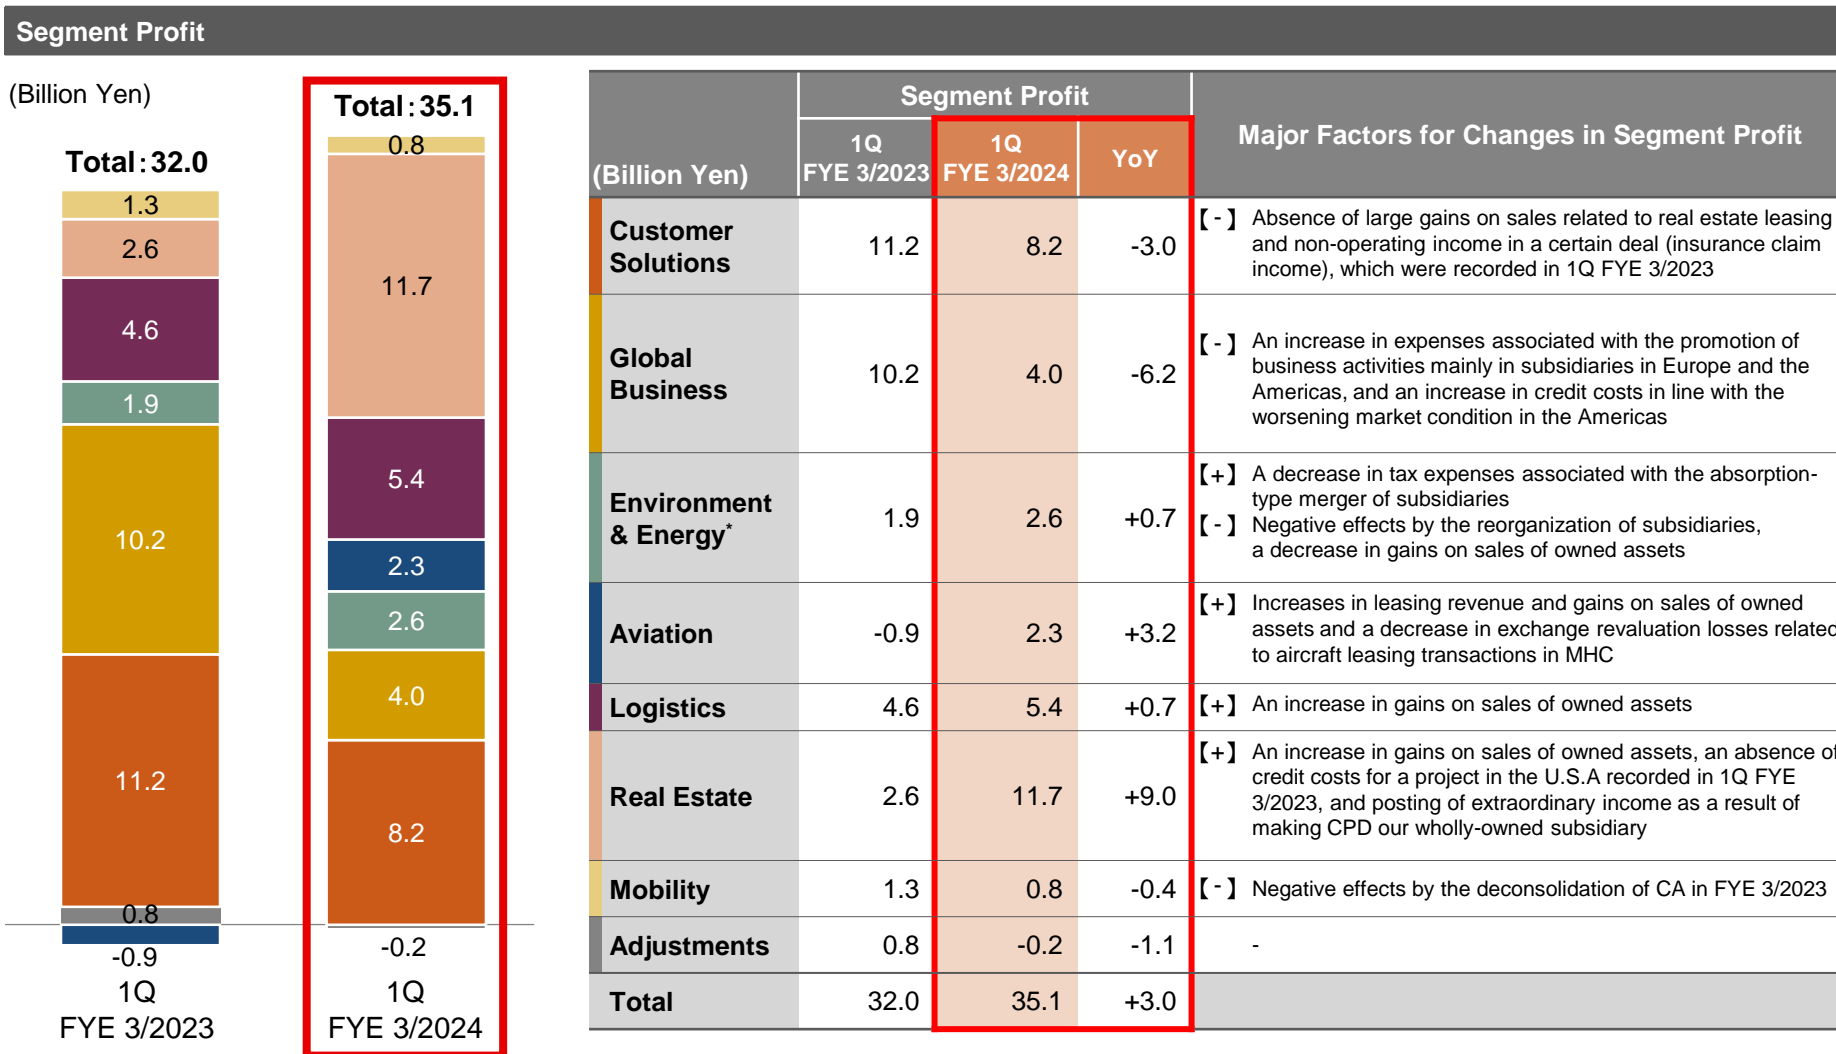 Segment Profit
(Billion Yen)
Total:32.0
1.3
2.6
4.6
1.9
10.2
11.2
0.8
-0.9
1Q
FYE 3/2023
Total:35.1
0.8
11.7
5.4
2.3
2.6
4.0
8.2
-0.2
1Q
FYE 3/2024
(Billion Yen)
Segment Profit
1Q
FYE 3/2023
1Q
FYE 3/2024
YoY
Major Factors for Changes in Segment Profit
Customer
Solutions
11.2
8.2
-3.0
【-】 Absence of large gains on sales related to real estate leasing
and non-operating income in a certain deal (insurance claim
income), which were recorded in 1Q FYE 3/2023
Global
Business
10.2
4.0
-6.2
【-】 An increase in expenses associated with the promotion of
business activities mainly in subsidiaries in Europe and the
Americas, and an increase in credit costs in line with the
worsening market condition in the Americas
Environment
& Energy*
1.9
2.6
+0.7
【+】 A decrease in tax expenses associated with the absorption-
type merger of subsidiaries
【-】 Negative effects by the reorganization of subsidiaries,
a decrease in gains on sales of owned assets
Aviation
-0.9
2.3
+3.2
【+】 Increases in leasing revenue and gains on sales of owned
assets and a decrease in exchange revaluation losses related
to aircraft leasing transactions in MHC
Logistics
4.6
5.4
+0.7
【+】 An increase in gains on sales of owned assets
Real Estate
2.6
11.7
+9.0
【+】 An increase in gains on sales of owned assets, an absence of
credit costs for a project in the U.S.A recorded in 1Q FYE
3/2023, and posting of extraordinary income as a result of
making CPD our wholly-owned subsidiary
Mobility
1.3
0.8
-0.4
【-】 Negative effects by the deconsolidation of CA in FYE 3/2023
Adjustments
0.8
-0.2
-1.1
-
Total
32.0
35.1
+3.0